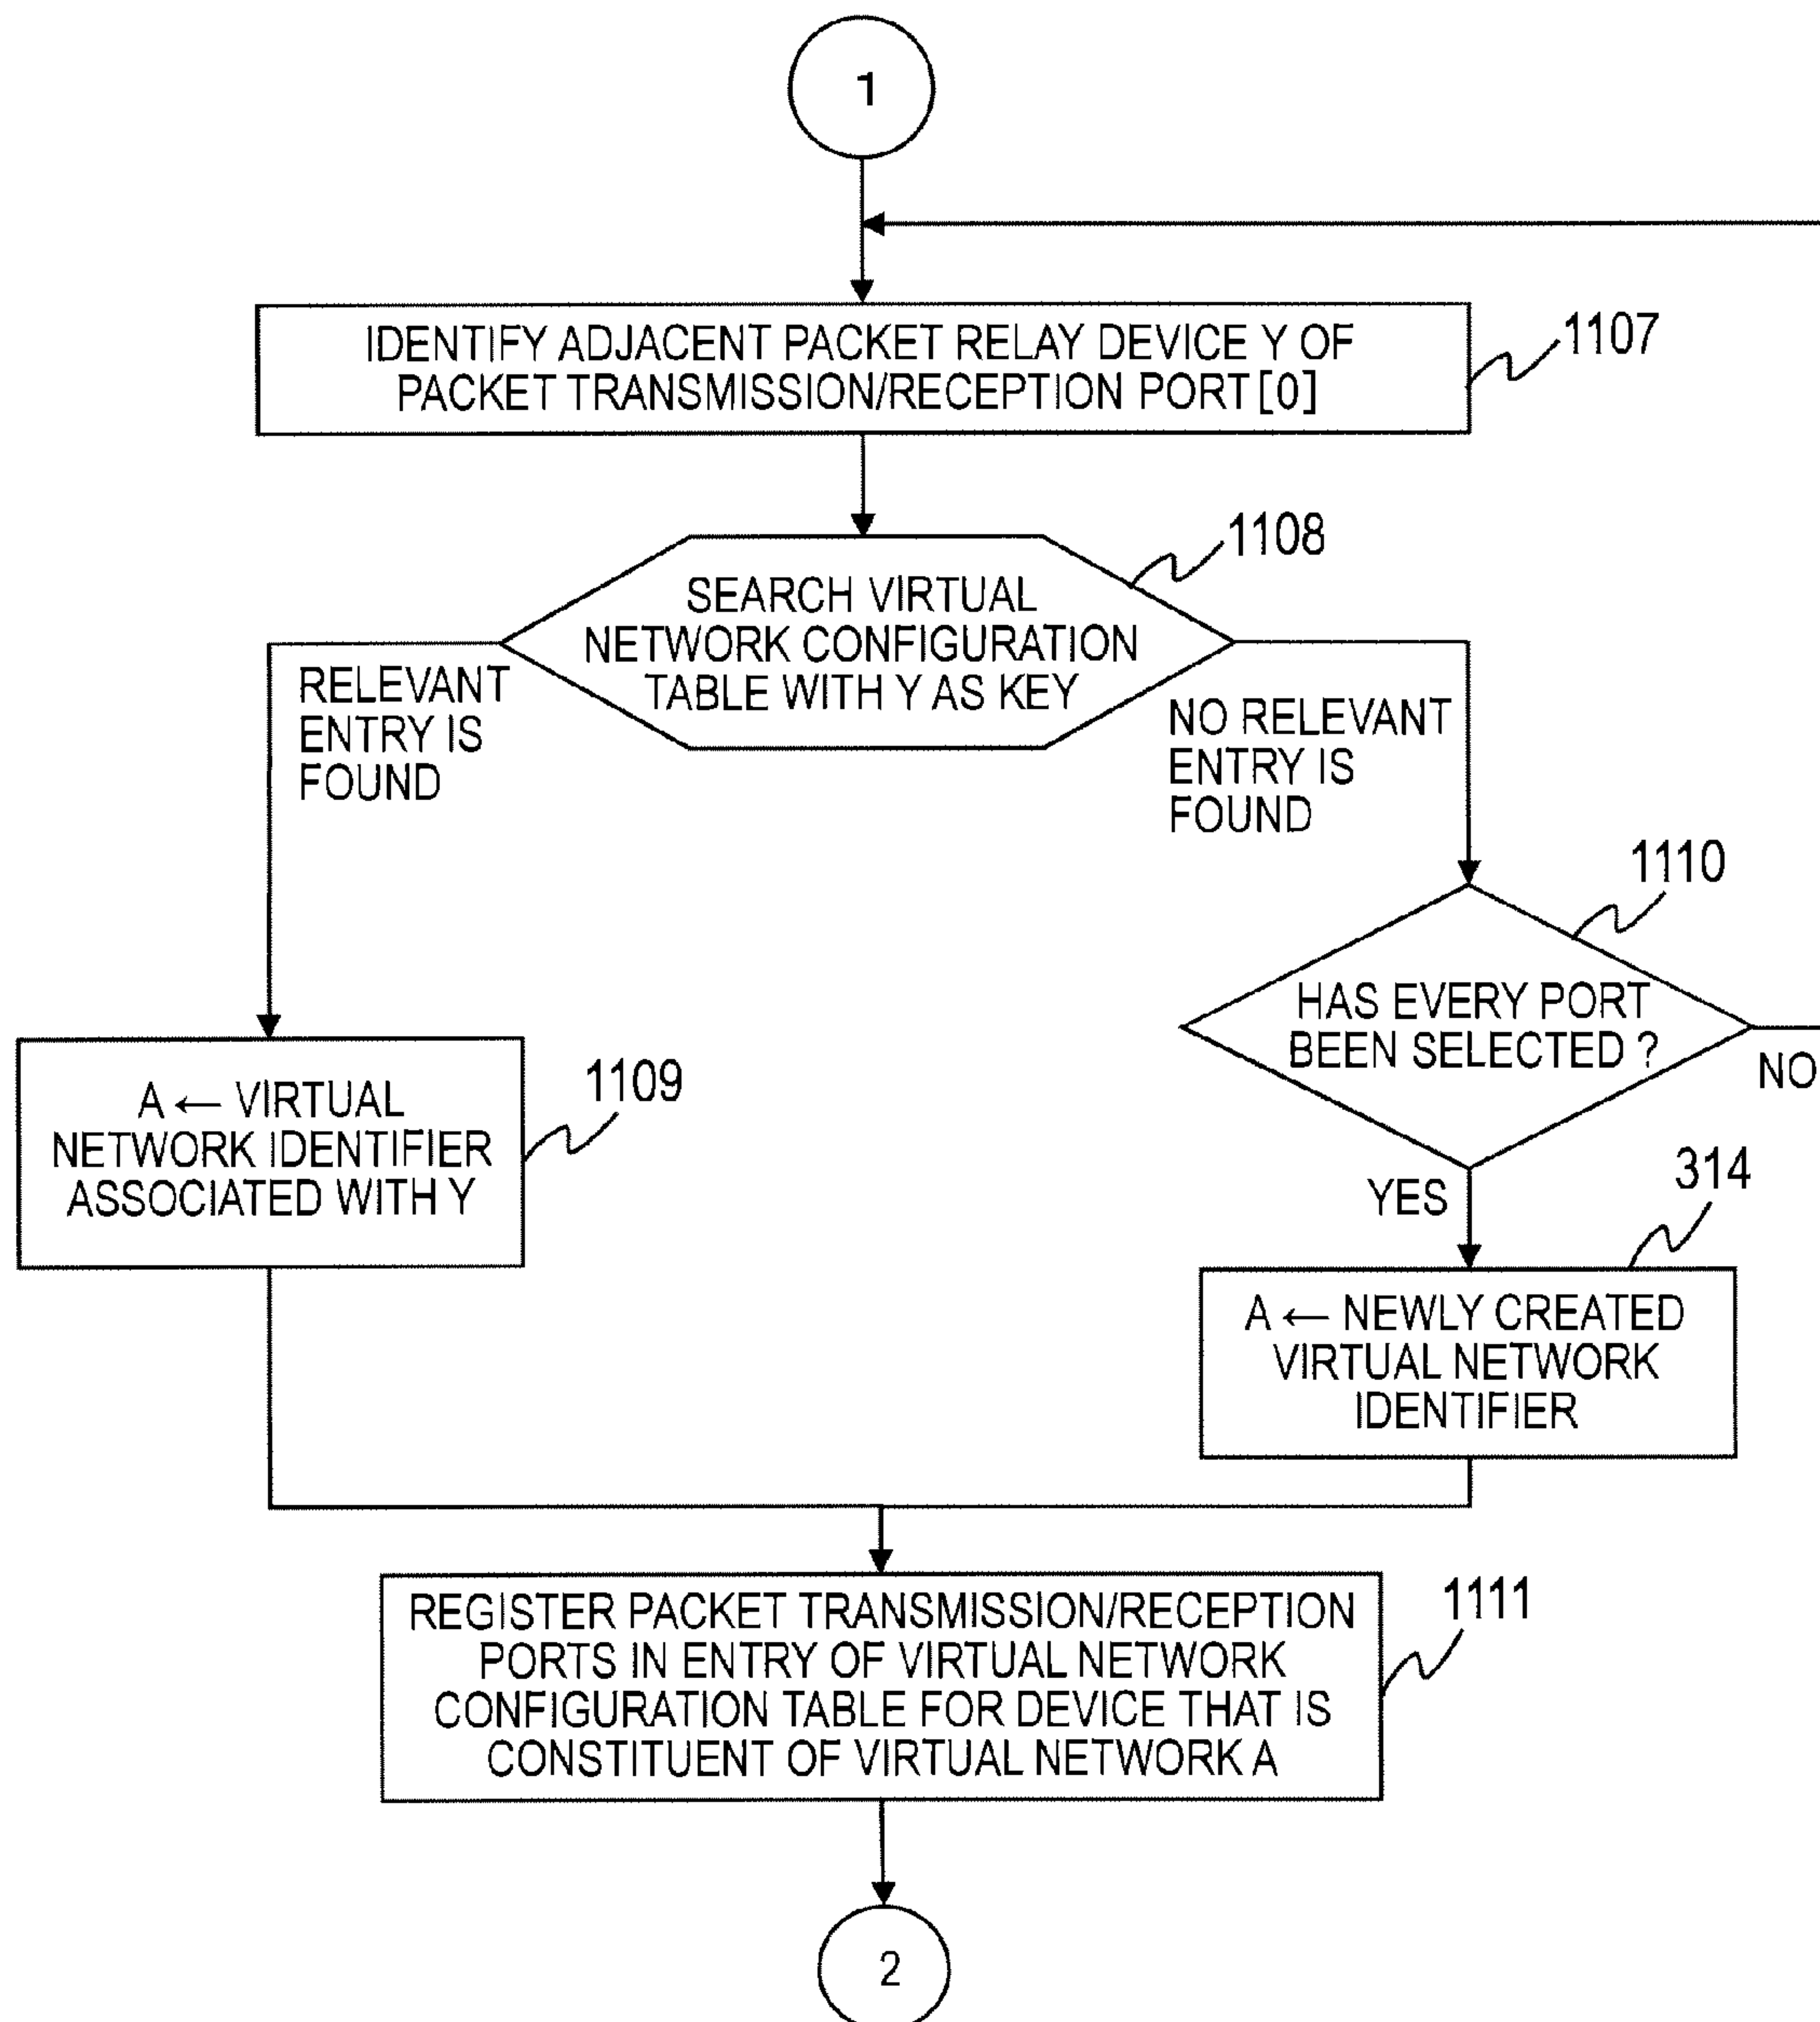 1
IDENTIFY ADJACENT PACKET RELAY DEVICE Y OF
PACKET TRANSMISSION/RECEPTION PORT [0]
1107
1108
SEARCH VIRTUAL
NETWORK CONFIGURATION
TABLE WITH Y AS KEY
RELEVANT
ENTRY IS
FOUND
NO RELEVANT
ENTRY IS
FOUND
1110
HAS EVERY PORT
BEEN SELECTED ?
NO
YES
A ← VIRTUAL
NETWORK IDENTIFIER
ASSOCIATED WITH Y
1109
314
A ← NEWLY CREATED
VIRTUAL NETWORK
IDENTIFIER
REGISTER PACKET TRANSMISSION/RECEPTION
PORTS IN ENTRY OF VIRTUAL NETWORK
CONFIGURATION TABLE FOR DEVICE THAT IS
CONSTITUENT OF VIRTUAL NETWORK A
1111
2